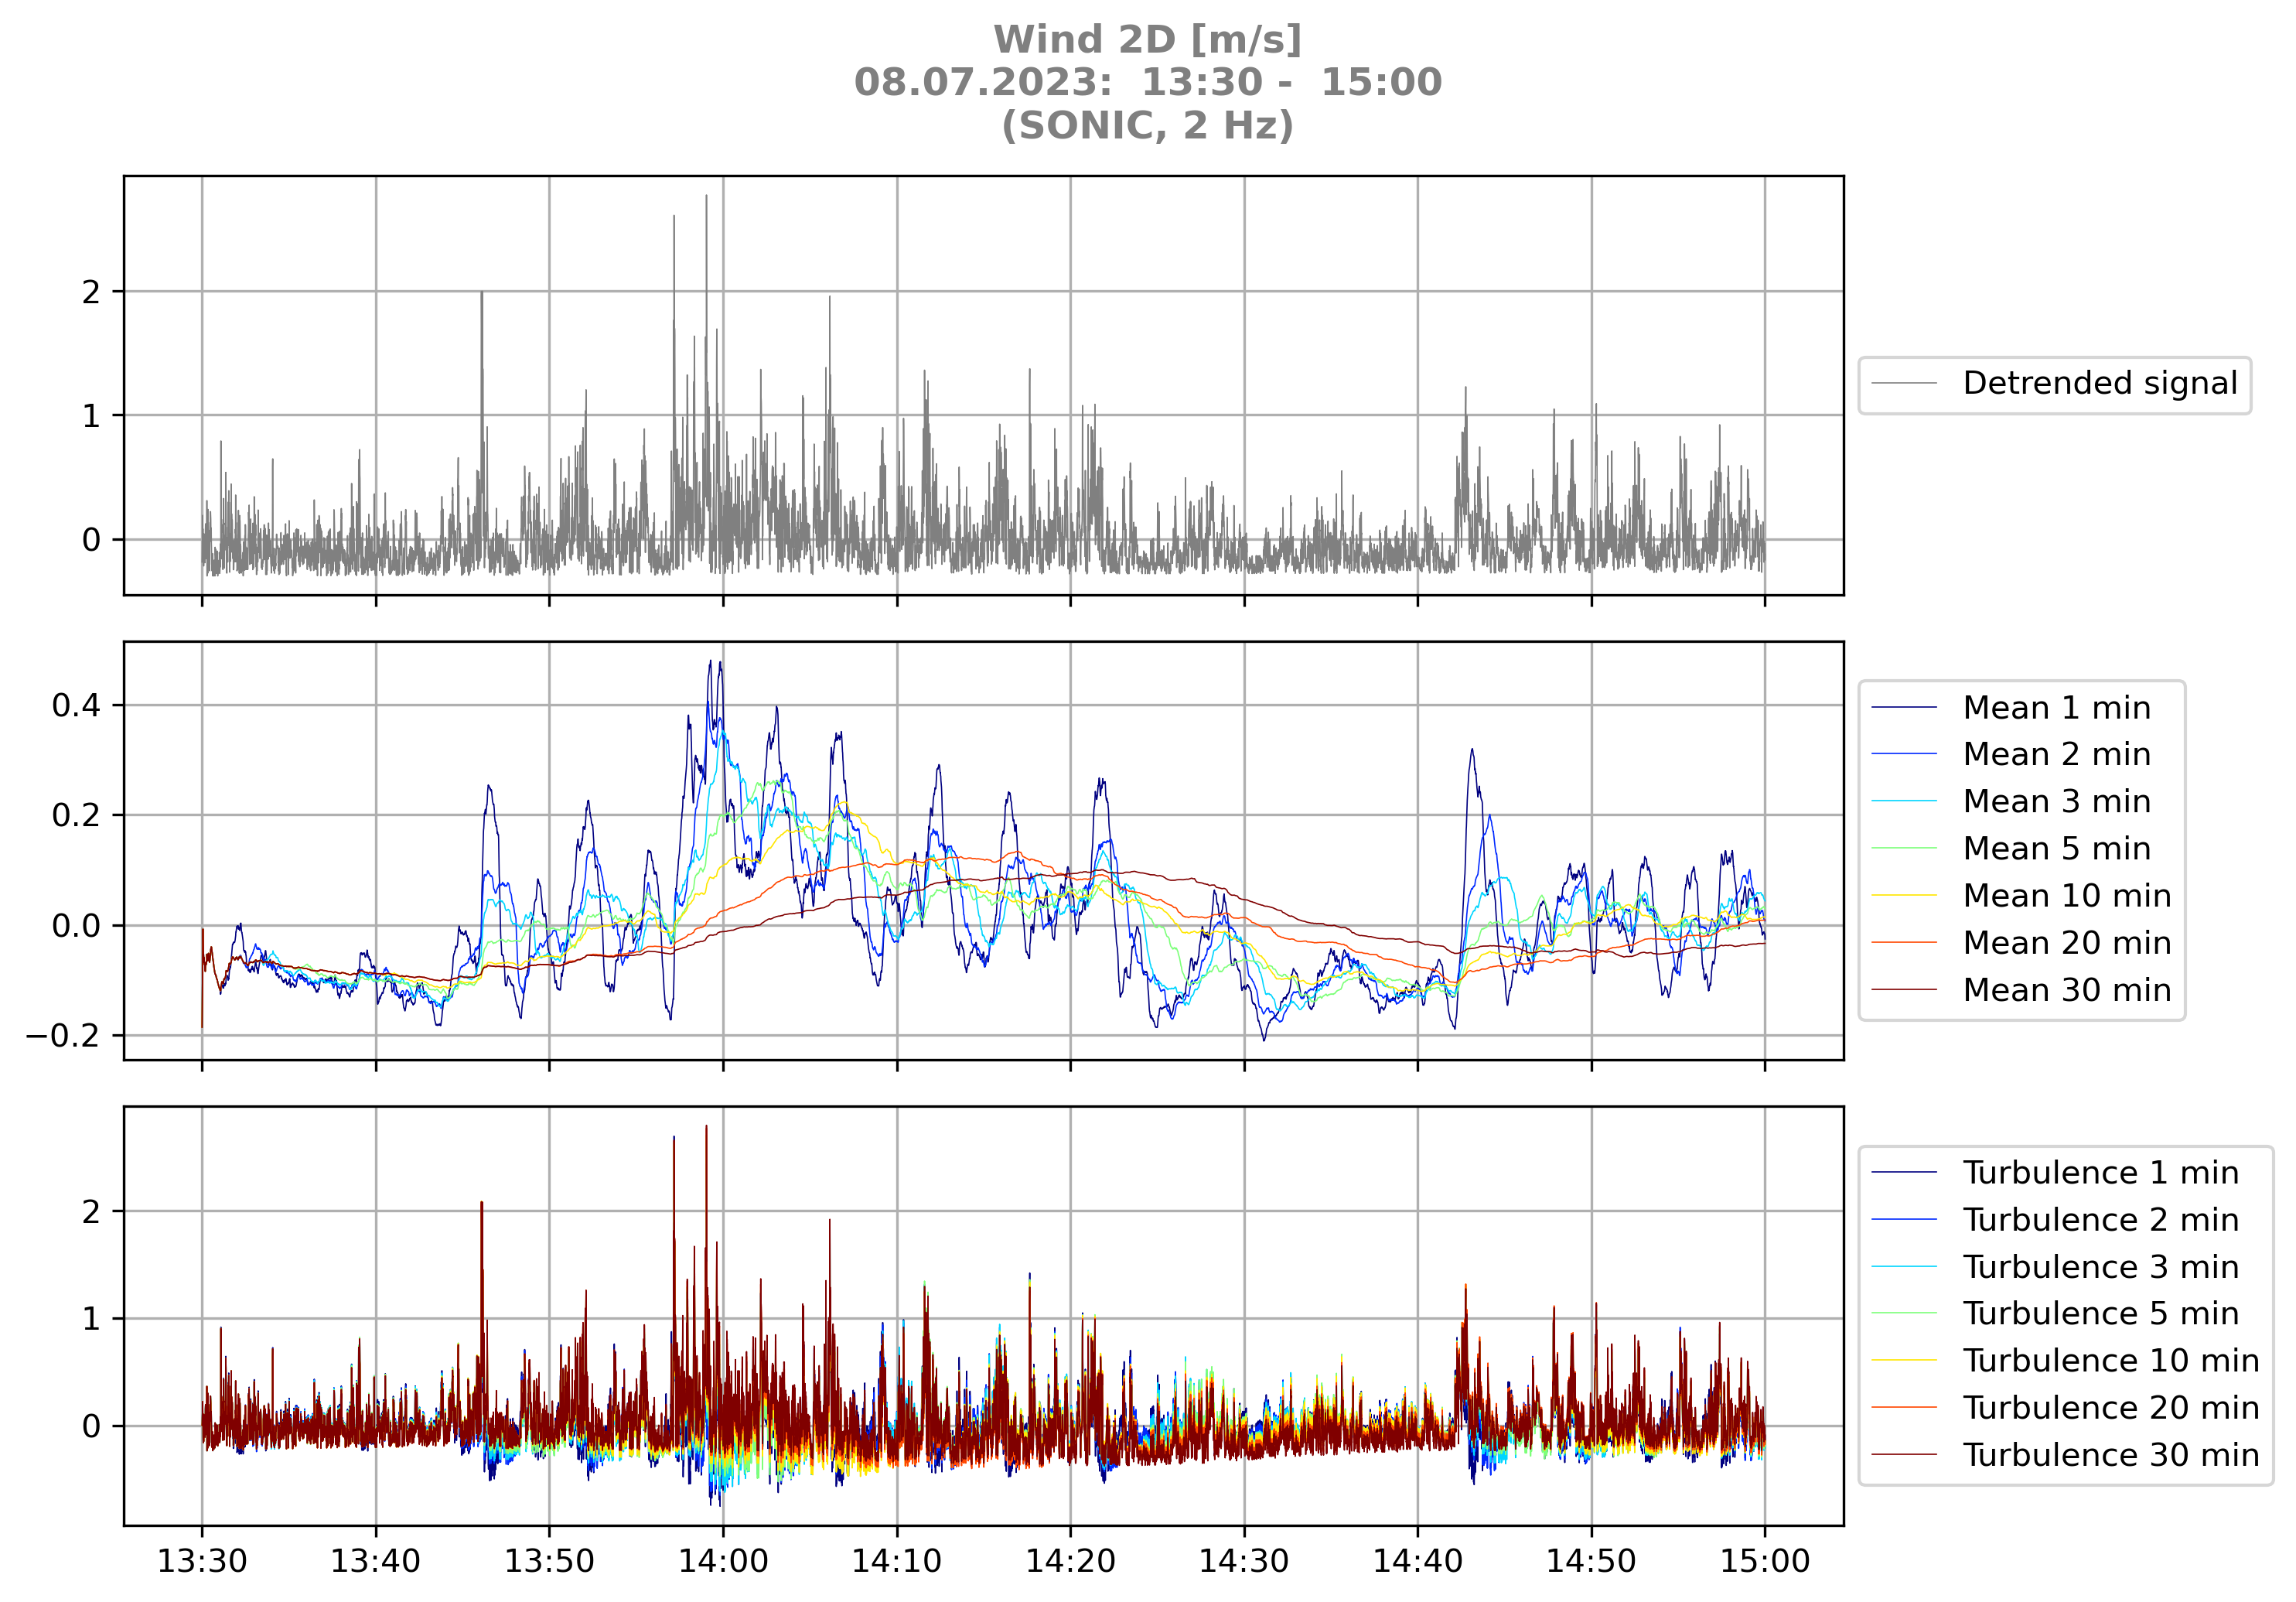 Wind 2D [m/s]
08.07.2023:  13:30 -  15:00
(SONIC, 2 Hz)
2
1
0
Detrended signal
0.4
0.2
0.0
−0.2
Mean 1 min
Mean 2 min
Mean 3 min
Mean 5 min
Mean 10 min
Mean 20 min
Mean 30 min
2
1
0
Turbulence 1 min
Turbulence 2 min
Turbulence 3 min
Turbulence 5 min
Turbulence 10 min
Turbulence 20 min
Turbulence 30 min
13:30 13:40 13:50 14:00 14:10 14:20 14:30 14:40 14:50 15:00